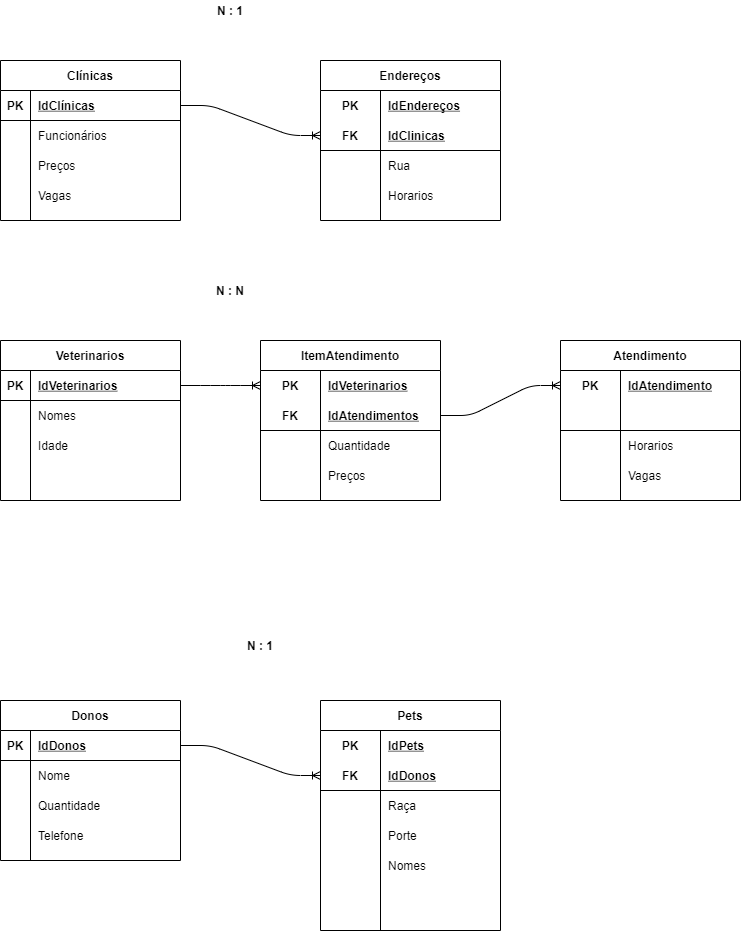 N : 1
Clínicas
PK IdClínicas
Funcionários
Preços
Vagas
Endereços
PK IdEndereços
FK IdClinicas
Rua
Horarios
N : N
Veterinarios
PK IdVeterinarios
Nomes
Idade
ItemAtendimento
PK IdVeterinarios
FK IdAtendimentos
Quantidade
Preços
Atendimento
PK IdAtendimento
Horarios
Vagas
N : 1
Donos
PK IdDonos
Nome
Quantidade
Telefone
Pets
PK IdPets
FK IdDonos
Raça
Porte
Nomes